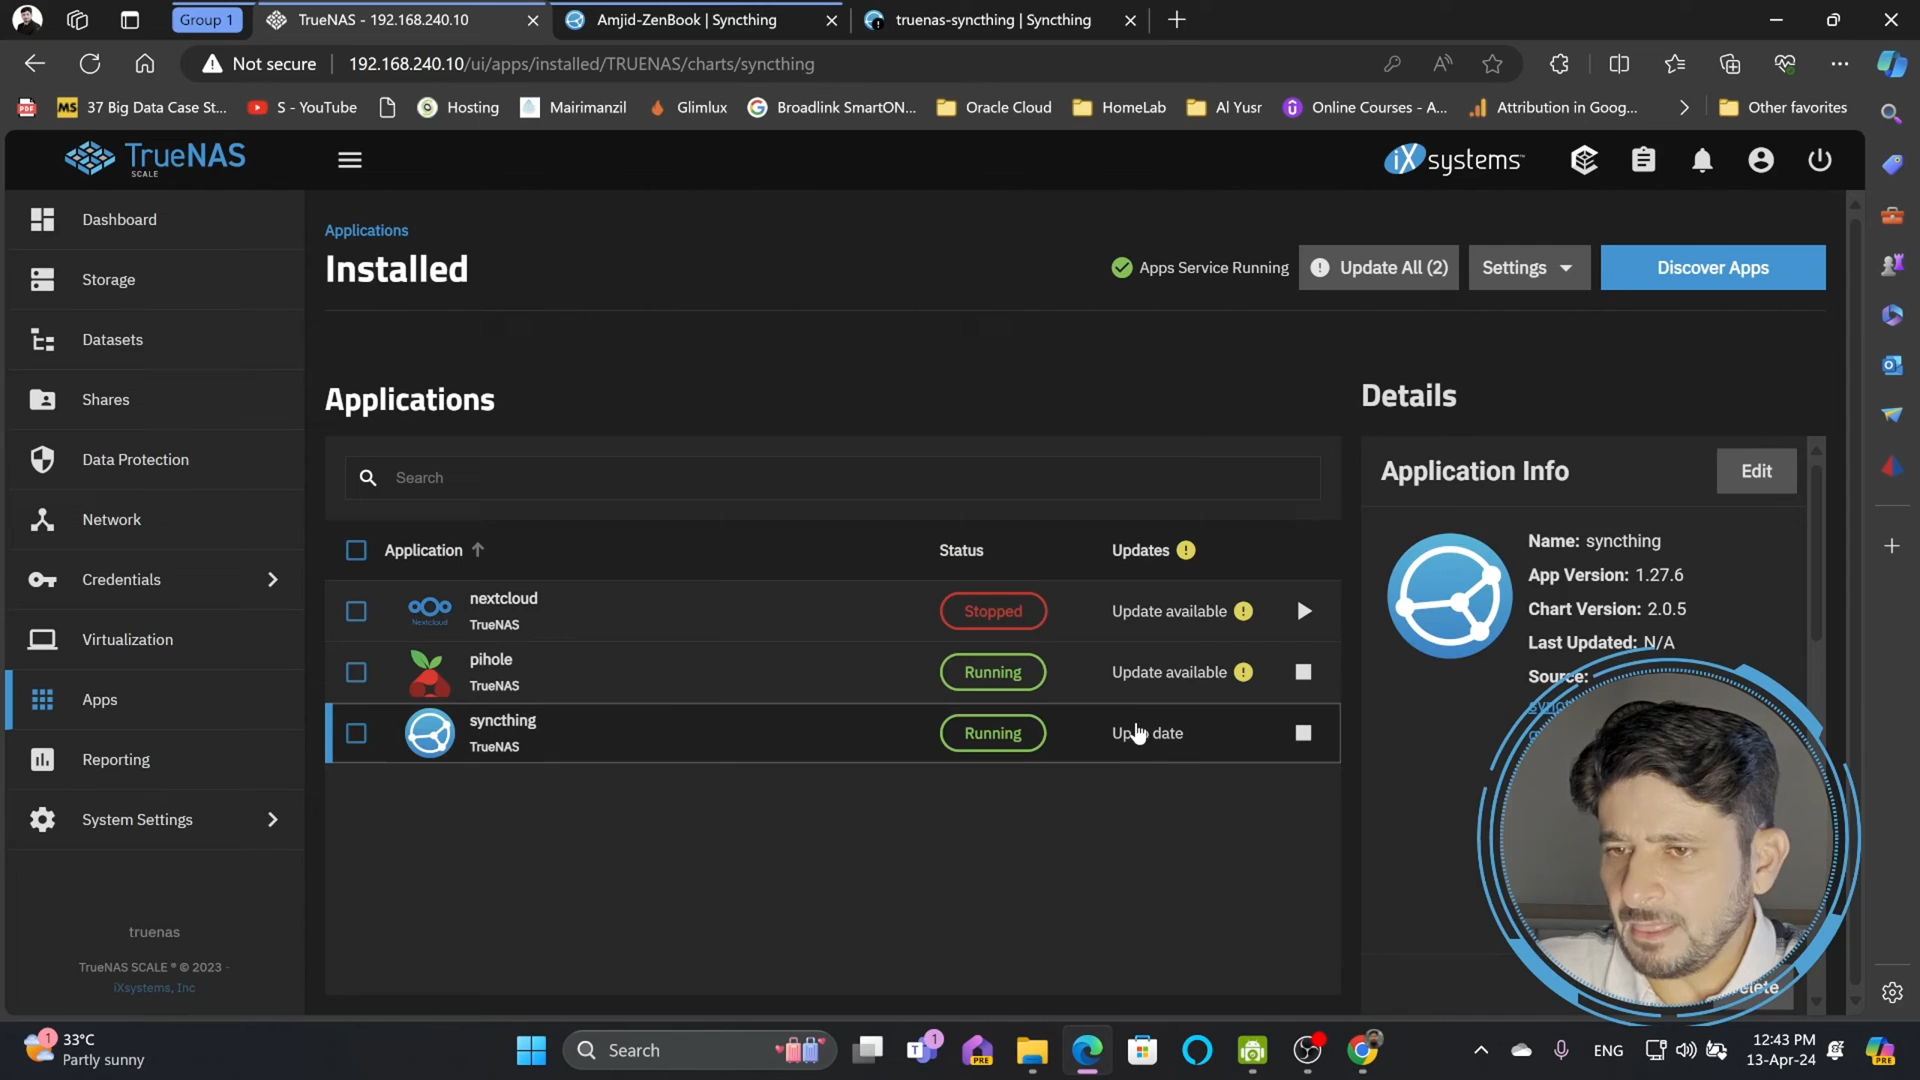 Group 1
TrueNAS - 192.168.240.10
Amjid-ZenBook | Syncthing
truenas-syncthing | Syncthing
Not secure
192.168.240.10/ui/apps/installed/TRUENAS/charts/syncthing
37 Big Data Case St...
S - YouTube
Hosting
Mairimanzil
Glimlux
Broadlink SmartON...
Oracle Cloud
HomeLab
Al Yusr
Online Courses - A...
Attribution in Goog...
Other favorites
TrueNAS
SCALE
iXsystems™
Dashboard
Storage
Datasets
Shares
Data Protection
Network
Credentials
Virtualization
Apps
Reporting
System Settings
truenas
TrueNAS SCALE ® © 2023 -
iXsystems, Inc
Applications
Installed
Apps Service Running
Update All (2)
Settings
Discover Apps
Applications
Search
Application
Status
Updates
nextcloud
TrueNAS
Stopped
Update available
pihole
TrueNAS
Running
Update available
syncthing
TrueNAS
Running
Up date
Details
Application Info
Edit
Name: syncthing
App Version: 1.27.6
Chart Version: 2.0.5
Last Updated: N/A
Source:
33°C
Partly sunny
Search
ENG
12:43 PM
13-Apr-24